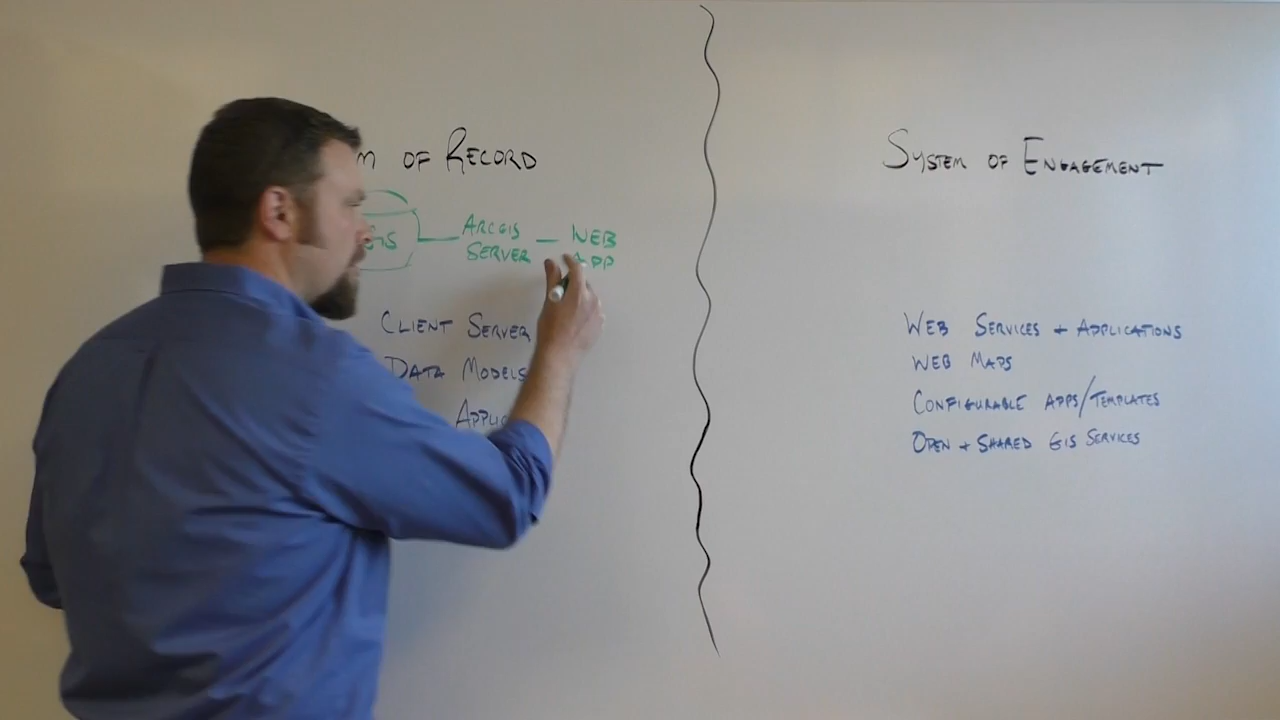 OF RECORD
GIS
ARCGIS
SERVER
WEB
APP
CLIENT SERVER
DATA MODELS
SYSTEM OF ENGAGEMENT
WEB SERVICES + APPLICATIONS
WEB MAPS
CONFIGURABLE APPS/TEMPLATES
OPEN + SHARED GIS SERVICES